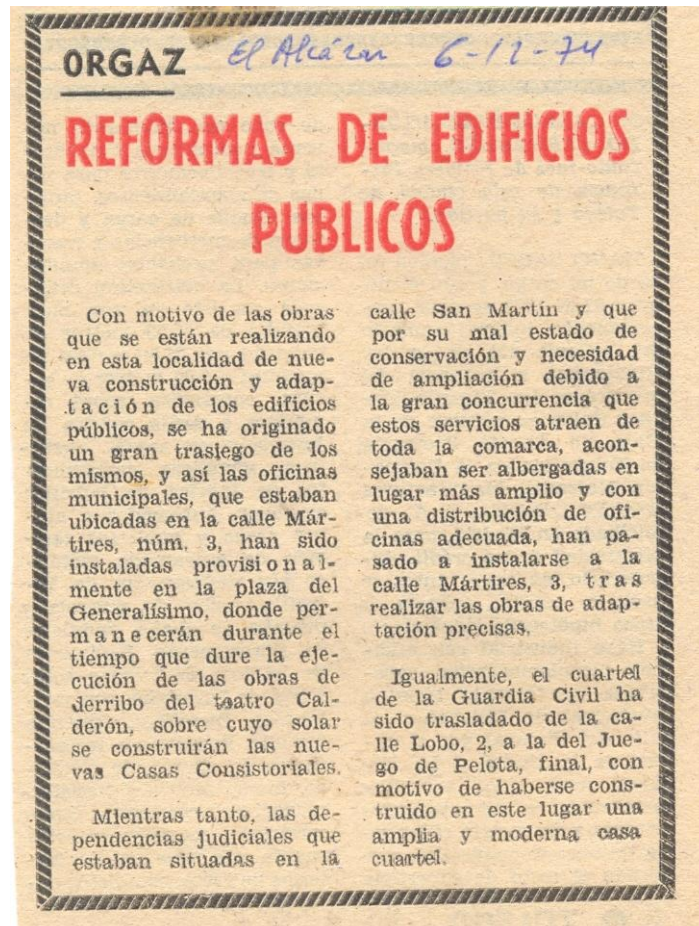 ORGAZ El Alcázar 6-12-74
REFORMAS DE EDIFICIOS
PUBLICOS
Con motivo de las obras
que se están realizando
en esta localidad de nue-
va construcción y adap-
tación de los edificios
públicos, se ha originado
un gran trasiego de los
mismos, y así las oficinas
municipales, que estaban
ubicadas en la calle Már-
tires, núm. 3, han sido
instaladas provisional-
mente en la plaza del
Generalísimo, donde per-
manecerán durante el
tiempo que dure la eje-
cución de las obras de
derribo del teatro Cal-
derón, sobre cuyo solar
se construirán las nue-
vas Casas Consistoriales.
Mientras tanto, las de-
pendencias judiciales que
estaban situadas en la
calle San Martín y que
por su mal estado de
conservación y necesidad
de ampliación debido a
la gran concurrencia que
estos servicios atraen de
toda la comarca, acon-
sejaban ser albergadas en
lugar más amplio y con
una distribución de ofi-
cinas adecuada, han pa-
sado a instalarse a la
calle Mártires, 3, tras
realizar las obras de adap-
tación precisas.
Igualmente, el cuartel
de la Guardia Civil ha
sido trasladado de la ca-
lle Lobo, 2, a la del Jue-
go de Pelota, final, con
motivo de haberse cons-
truido en este lugar una
amplia y moderna casa
cuartel.